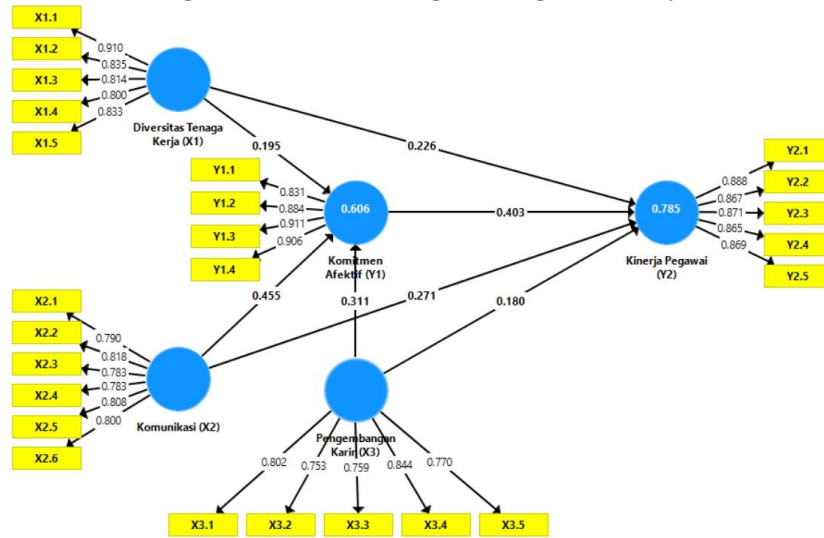 X1.1
X1.2
X1.3
X1.4
X1.5
0.910
0.835
0.814
0.800
0.833
Diversitas Tenaga
Kerja (X1)
0.195
0.226
Y1.1
Y1.2
Y1.3
Y1.4
0.831
0.884
0.911
0.906
0.606
Komitmen
Afektif (Y1)
0.403
0.785
Kinerja Pegawai
(Y2)
0.888
0.867
0.871
0.865
0.869
Y2.1
Y2.2
Y2.3
Y2.4
Y2.5
0.455
0.311
0.271
0.180
X2.1
X2.2
X2.3
X2.4
X2.5
X2.6
0.790
0.818
0.783
0.783
0.808
0.800
Komunikasi (X2)
Pengembangan
Karir (X3)
0.802
0.753
0.759
0.844
0.770
X3.1
X3.2
X3.3
X3.4
X3.5